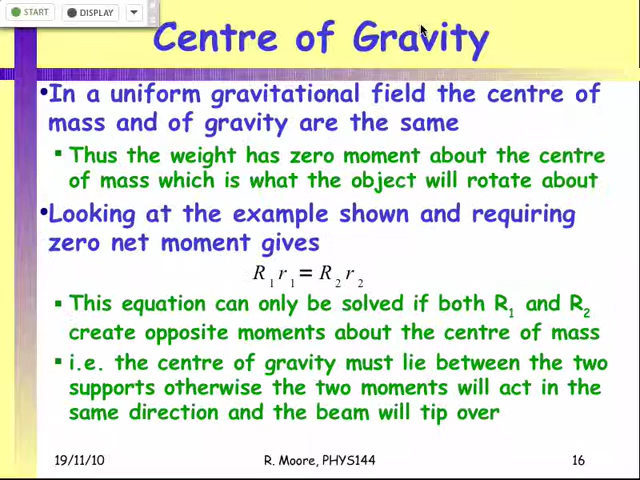 START
DISPLAY
Centre of Gravity
•In a uniform gravitational field the centre of
mass and of gravity are the same
▪ Thus the weight has zero moment about the centre
of mass which is what the object will rotate about
•Looking at the example shown and requiring
zero net moment gives
R₁ r₁ = R₂ r₂
▪ This equation can only be solved if both R₁ and R₂
create opposite moments about the centre of mass
▪ i.e. the centre of gravity must lie between the two
supports otherwise the two moments will act in the
same direction and the beam will tip over
19/11/10
R. Moore, PHYS144
16